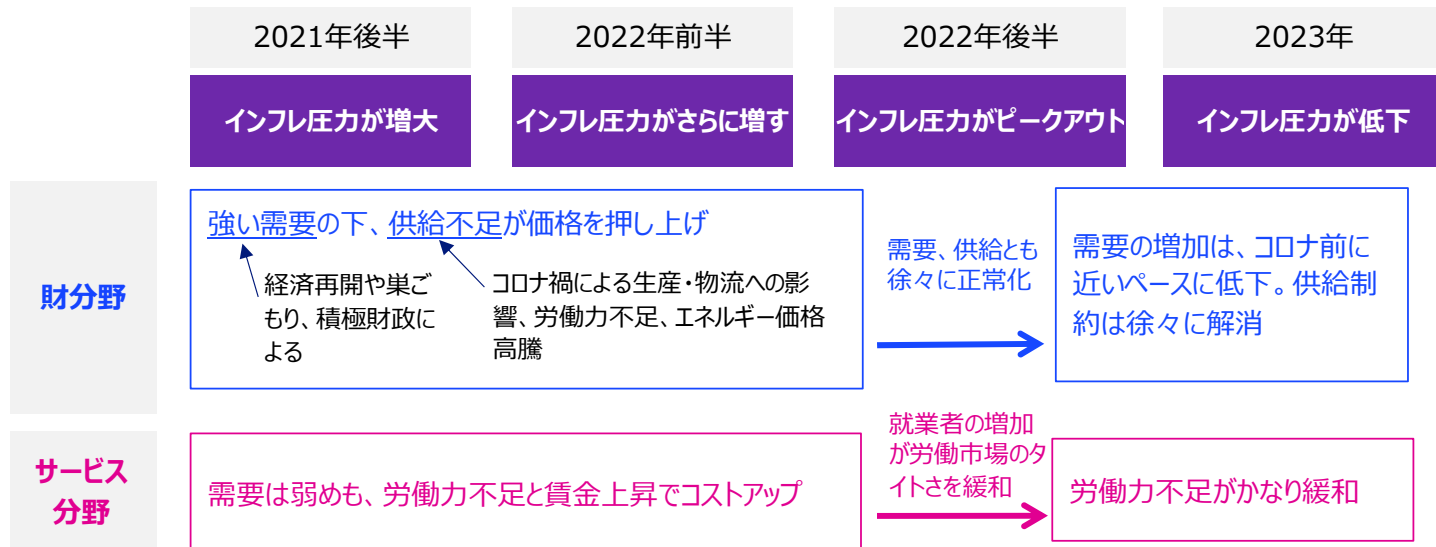 2021年後半
2022年前半
2022年後半
2023年
インフレ圧力が増大
インフレ圧力がさらに増す
インフレ圧力がピークアウト
インフレ圧力が低下
財分野
強い需要の下、供給不足が価格を押し上げ
経済再開や巣ご
もり、積極財政に
よる
コロナ禍による生産・物流への影
響、労働力不足、エネルギー価格
高騰
需要、供給とも
徐々に正常化
需要の増加は、コロナ前に
近いペースに低下。供給制
約は徐々に解消
サービス
分野
需要は弱めも、労働力不足と賃金上昇でコストアップ
就業者の増加
が労働市場のタ
イトさを緩和
労働力不足がかなり緩和